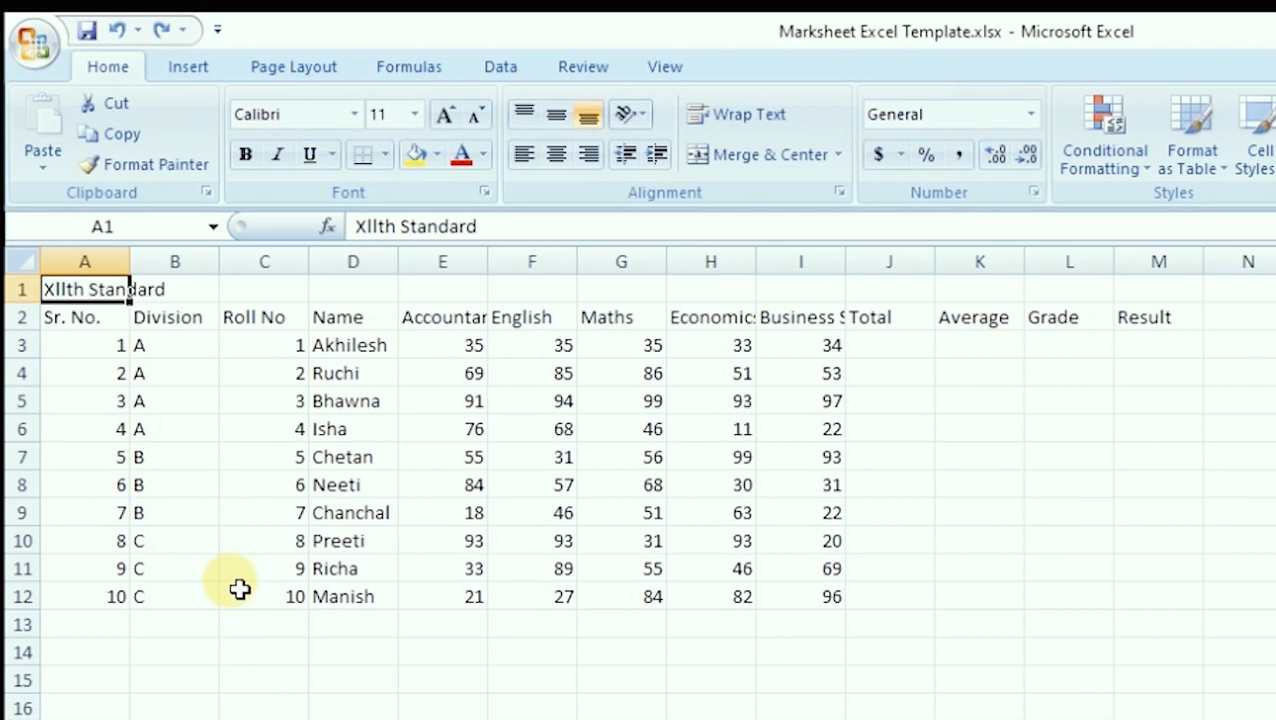 Marksheet Excel Template.xlsx - Microsoft Excel
Home Insert Page Layout Formulas Data Review View
Paste
Cut
Copy
Format Painter
Clipboard
Calibri 11
B I U A
Font
Wrap Text
Merge & Center
Alignment
General
$ % ,
Number
Conditional Formatting
Format as Table
Cell Styles
Styles
A1 fx Xllth Standard
A B C D E F G H I J K L M N
1 Xllth Standard
2 Sr. No. Division Roll No Name Accountar English Maths Economics Business S Total Average Grade Result
3 1 A 1 Akhilesh 35 35 35 33 34
4 2 A 2 Ruchi 69 85 86 51 53
5 3 A 3 Bhawna 91 94 99 93 97
6 4 A 4 Isha 76 68 46 11 22
7 5 B 5 Chetan 55 31 56 99 93
8 6 B 6 Neeti 84 57 68 30 31
9 7 B 7 Chanchal 18 46 51 63 22
10 8 C 8 Preeti 93 93 31 93 20
11 9 C 9 Richa 33 89 55 46 69
12 10 C 10 Manish 21 27 84 82 96
13
14
15
16